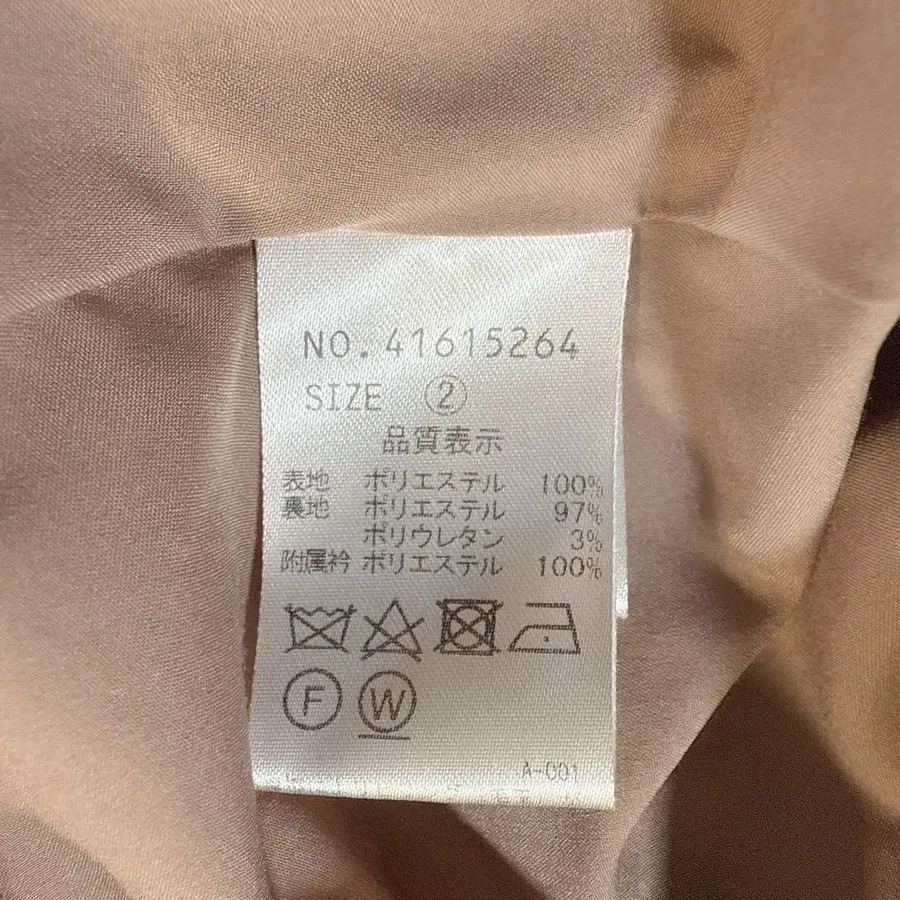 NO.41615264
SIZE ②
品質表示
表地 ポリエステル 100%
裏地 ポリエステル 97%
ポリウレタン 3%
附属衿 ポリエステル 100%
F W
A-001